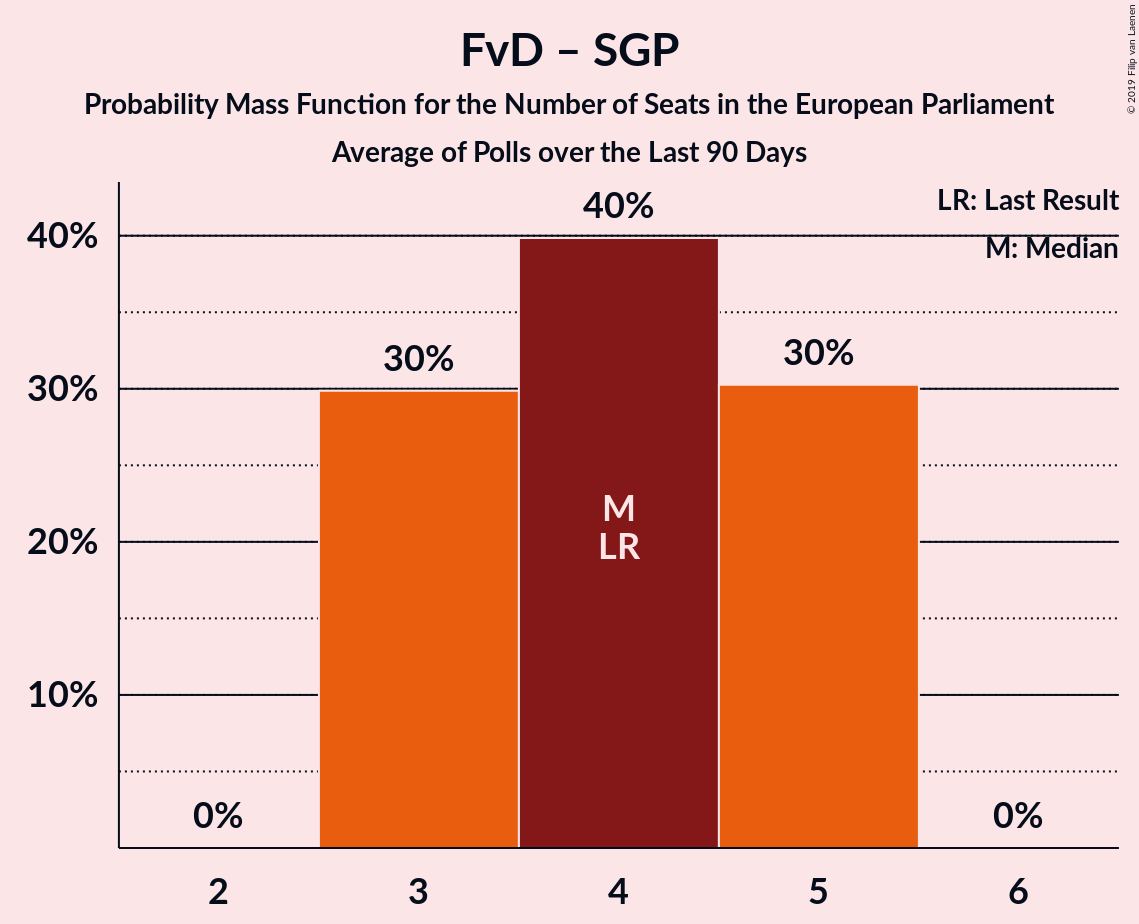 FvD – SGP
Probability Mass Function for the Number of Seats in the European Parliament
Average of Polls over the Last 90 Days
© 2019 Filip van Laenen
LR: Last Result
M: Median
40%
30%
20%
10%
0%
30%
40%
30%
0%
M
LR
2
3
4
5
6